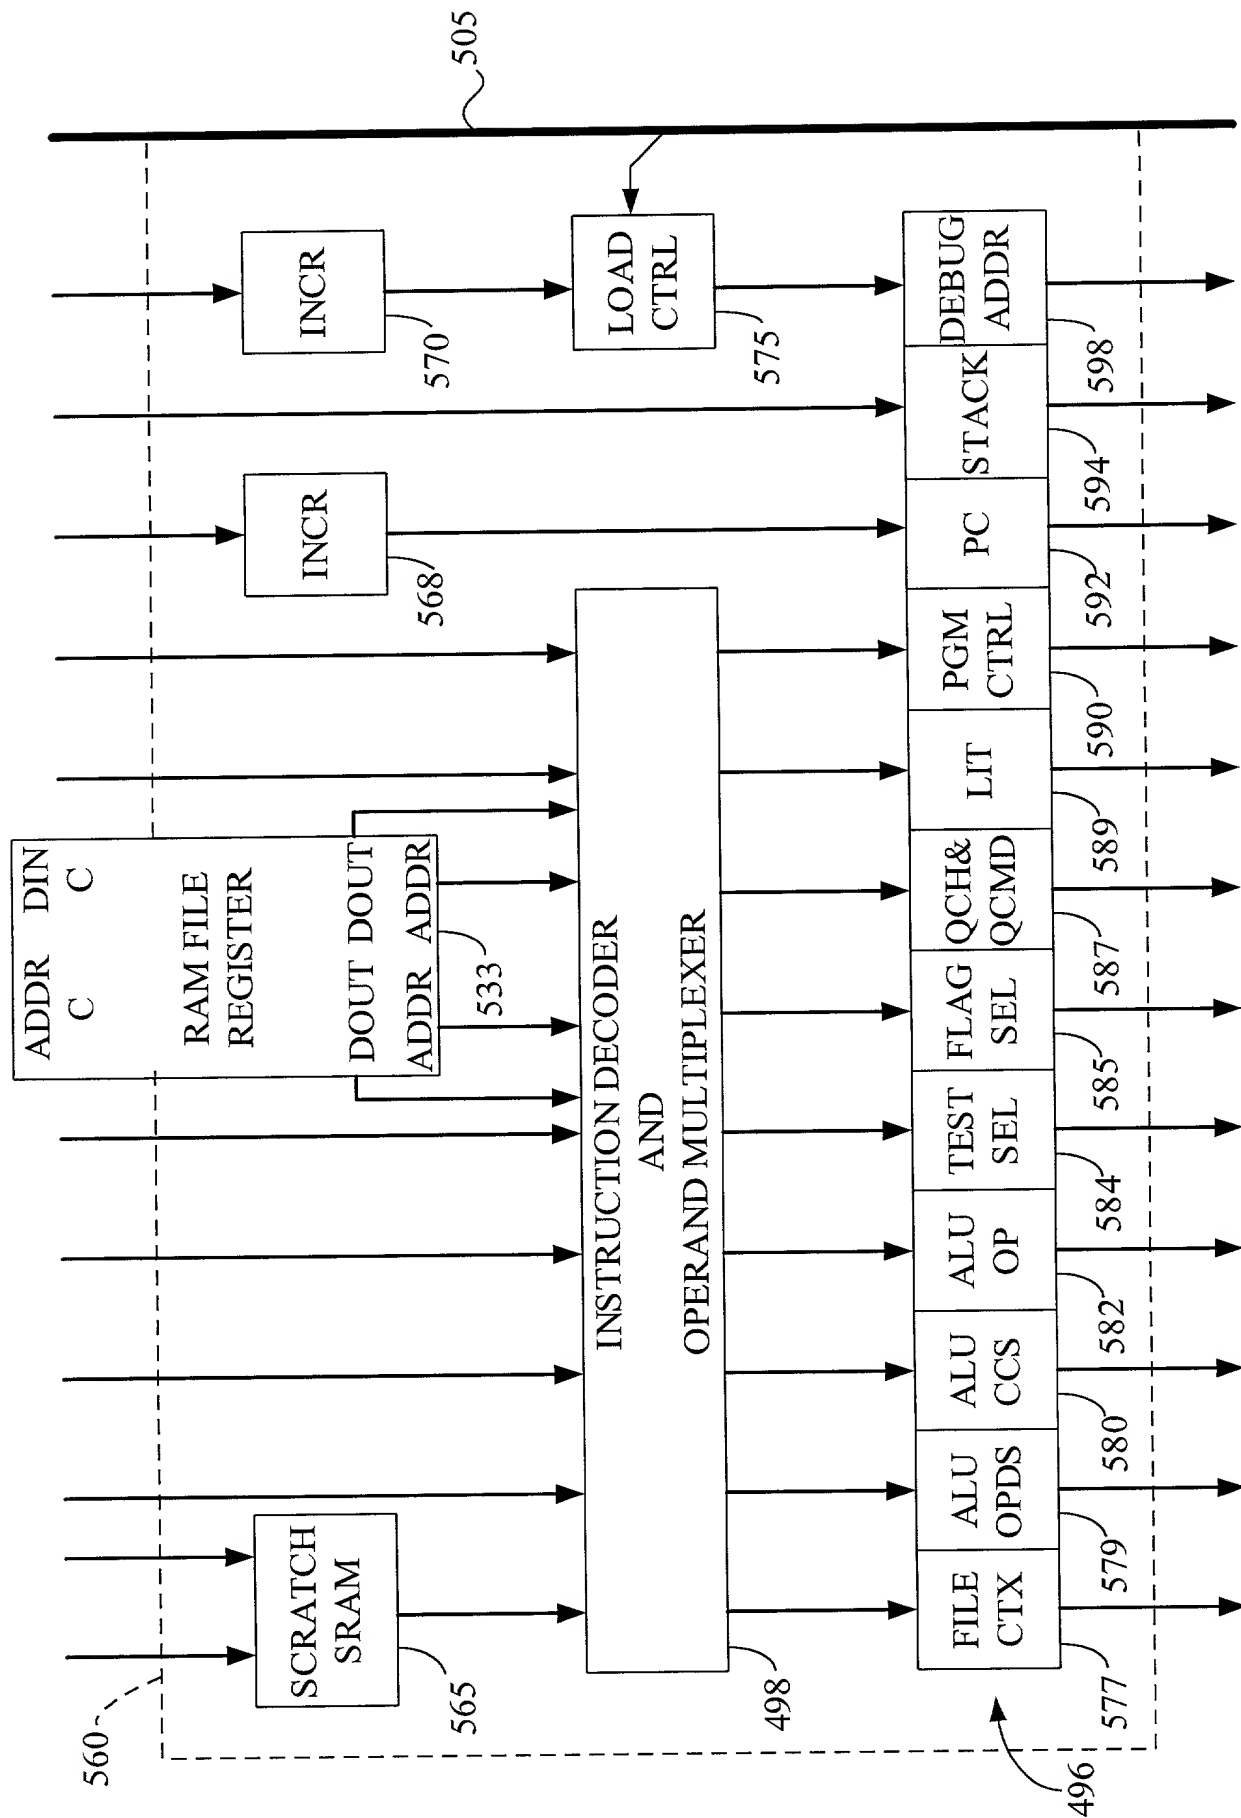 560
505
ADDR DIN
C C
RAM FILE
REGISTER
DOUT DOUT
ADDR ADDR
533
SCRATCH
SRAM
565
INCR
568
INCR
570
INSTRUCTION DECODER
AND
OPERAND MULTIPLEXER
498
LOAD
CTRL
575
496
FILE
CTX
577
ALU
OPDS
579
ALU
CCS
580
ALU
OP
582
TEST
SEL
584
FLAG
SEL
585
QCH&
QCMD
587
LIT
589
PGM
CTRL
590
PC
592
STACK
594
DEBUG
ADDR
598